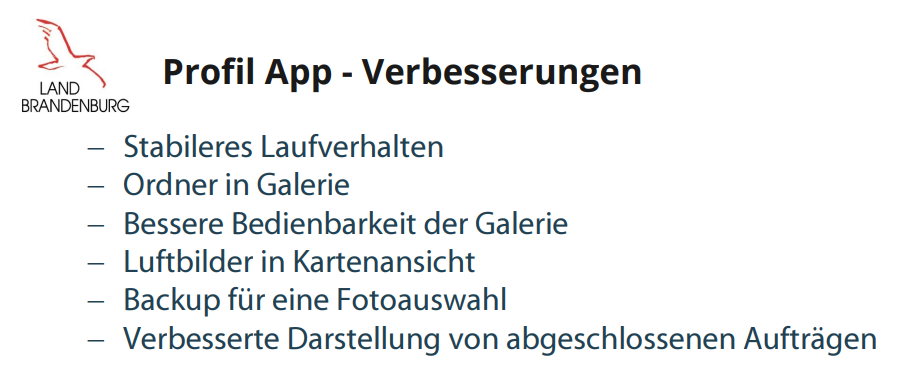 LAND
BRANDENBURG
Profil App - Verbesserungen
– Stabileres Laufverhalten
– Ordner in Galerie
– Bessere Bedienbarkeit der Galerie
– Luftbilder in Kartenansicht
– Backup für eine Fotoauswahl
– Verbesserte Darstellung von abgeschlossenen Aufträgen